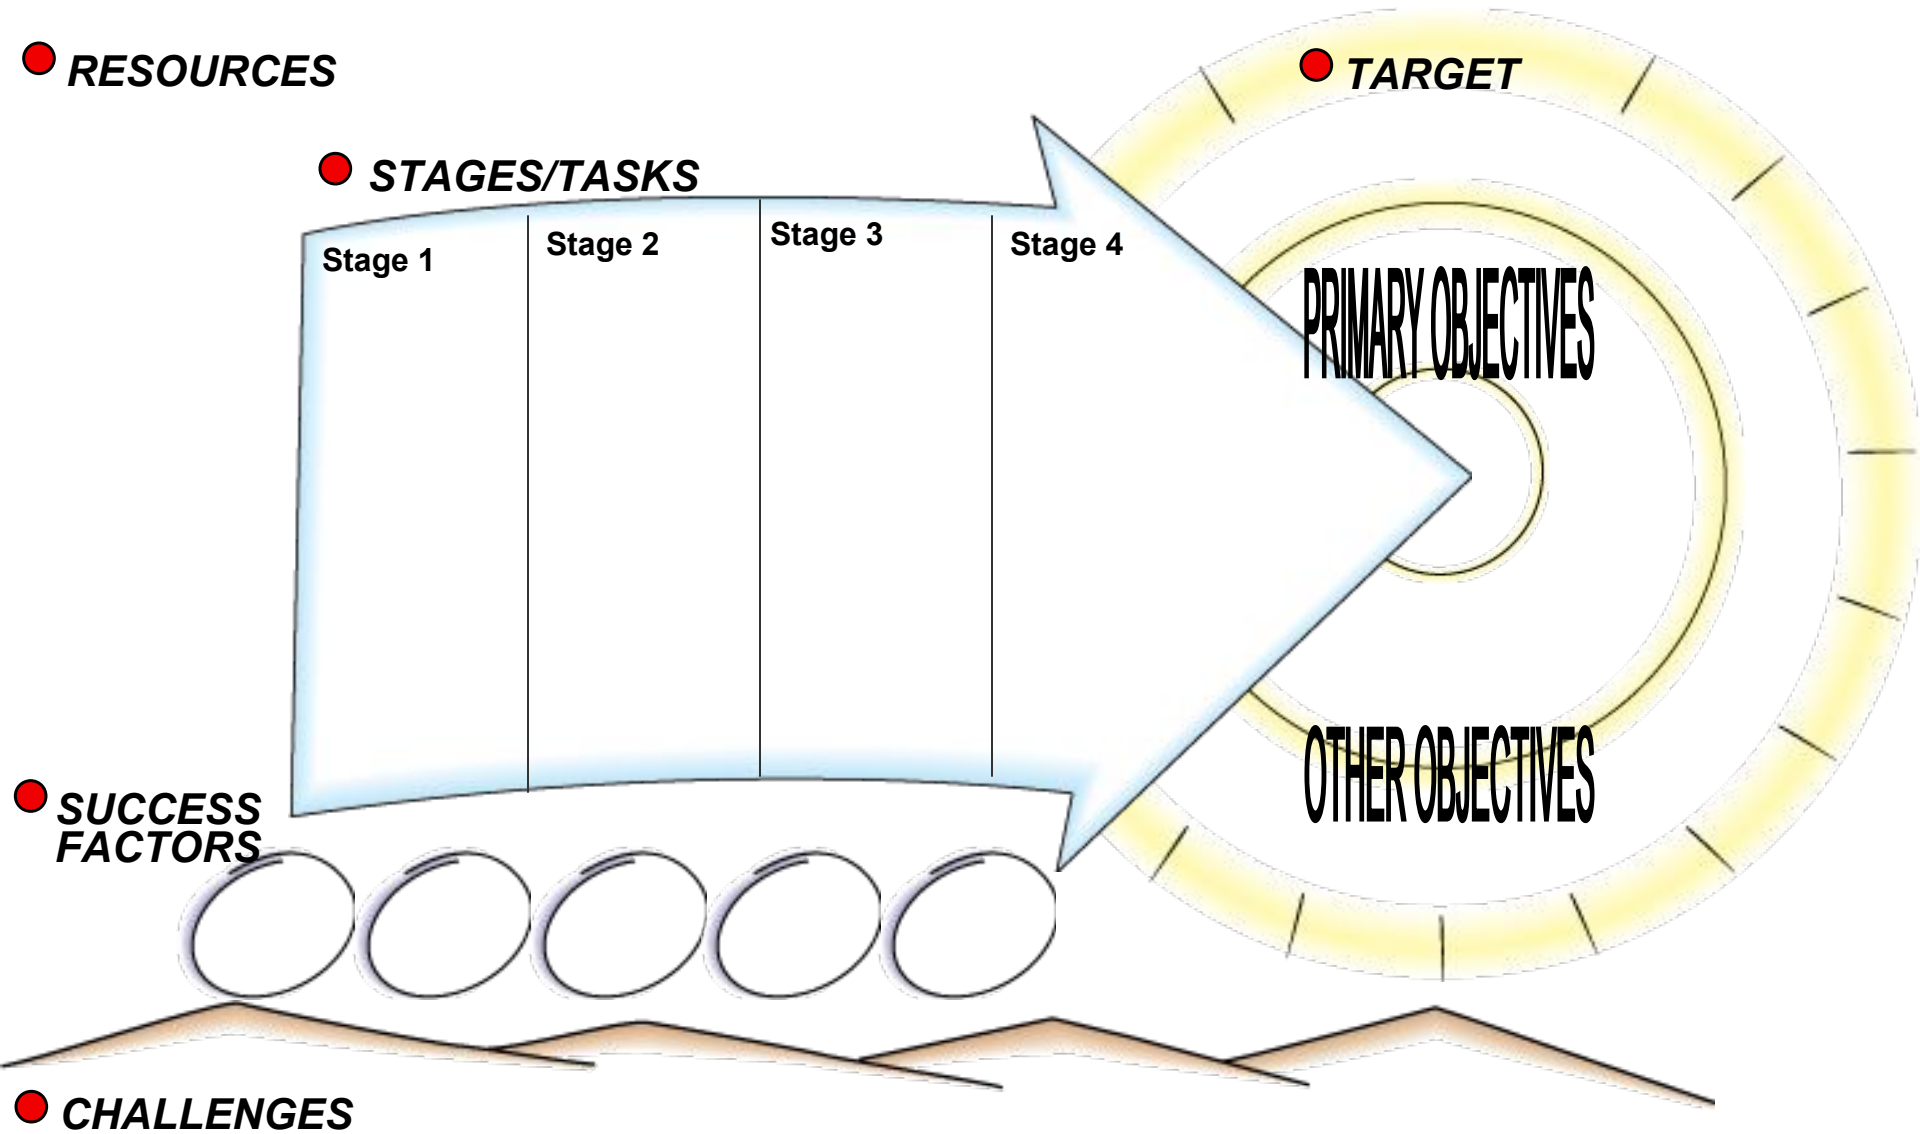 RESOURCES
TARGET
STAGES/TASKS
Stage 1
Stage 2
Stage 3
Stage 4
PRIMARY OBJECTIVES
OTHER OBJECTIVES
SUCCESS
FACTORS
CHALLENGES